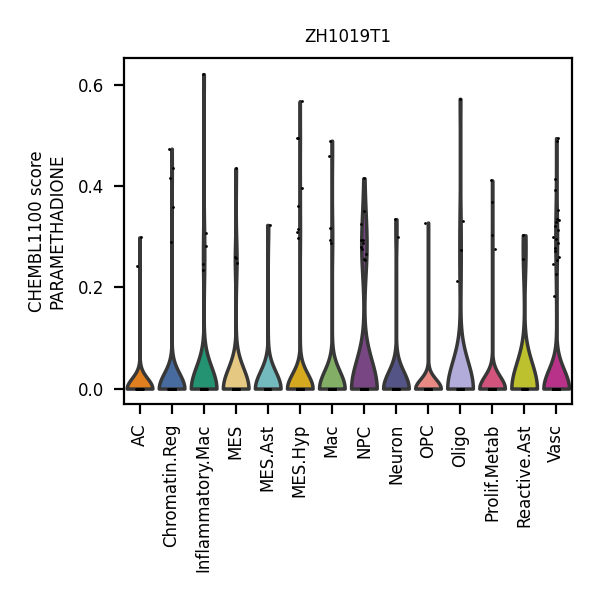 ZH1019T1
CHEMBL1100 score
PARAMETHADIONE
0.6
0.4
0.2
0.0
AC
Chromatin.Reg
Inflammatory.Mac
MES
MES.Ast
MES.Hyp
Mac
NPC
Neuron
OPC
Oligo
Prolif.Metab
Reactive.Ast
Vasc